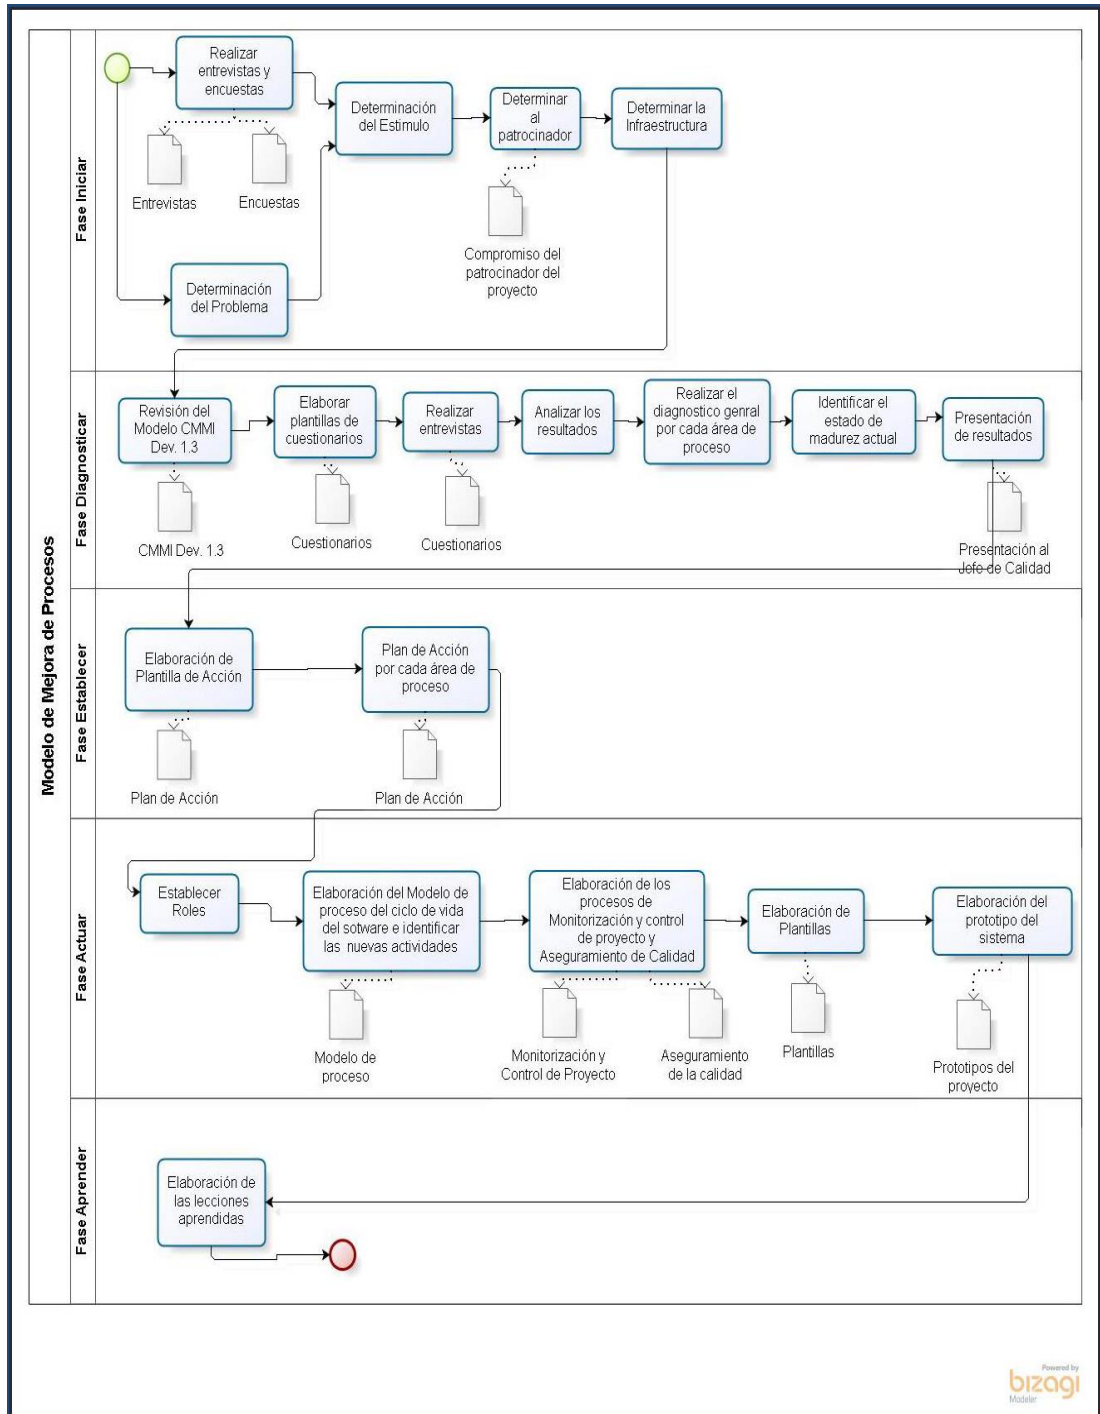 Modelo de Mejora de Procesos
Fase Iniciar
Realizar
entrevistas y
encuestas
Entrevistas
Encuestas
Determinación
del Problema
Determinación
del Estimulo
Determinar
al
patrocinador
Compromiso del
patrocinador del
proyecto
Determinar la
Infraestructura
Fase Diagnosticar
Revisión del
Modelo CMMI
Dev. 1.3
CMMI Dev. 1.3
Elaborar
plantillas de
cuestionarios
Cuestionarios
Realizar
entrevistas
Cuestionarios
Analizar los
resultados
Realizar el
diagnostico genral
por cada área de
proceso
Identificar el
estado de
madurez actual
Presentación
de resultados
Presentación al
Jefe de Calidad
Fase Establecer
Elaboración de
Plantilla de Acción
Plan de Acción
Plan de Acción
por cada área de
proceso
Plan de Acción
Fase Actuar
Establecer
Roles
Elaboración del Modelo de
proceso del ciclo de vida
del sotware e identificar
las nuevas actividades
Modelo de
proceso
Elaboración de los
procesos de
Monitorización y control
de proyecto y
Aseguramiento de Calidad
Monitorización y
Control de Proyecto
Aseguramiento
de la calidad
Elaboración de
Plantillas
Plantillas
Elaboración del
prototipo del
sistema
Prototipos del
proyecto
Fase Aprender
Elaboración de
las lecciones
aprendidas
Powered by
bizagi
Modeler